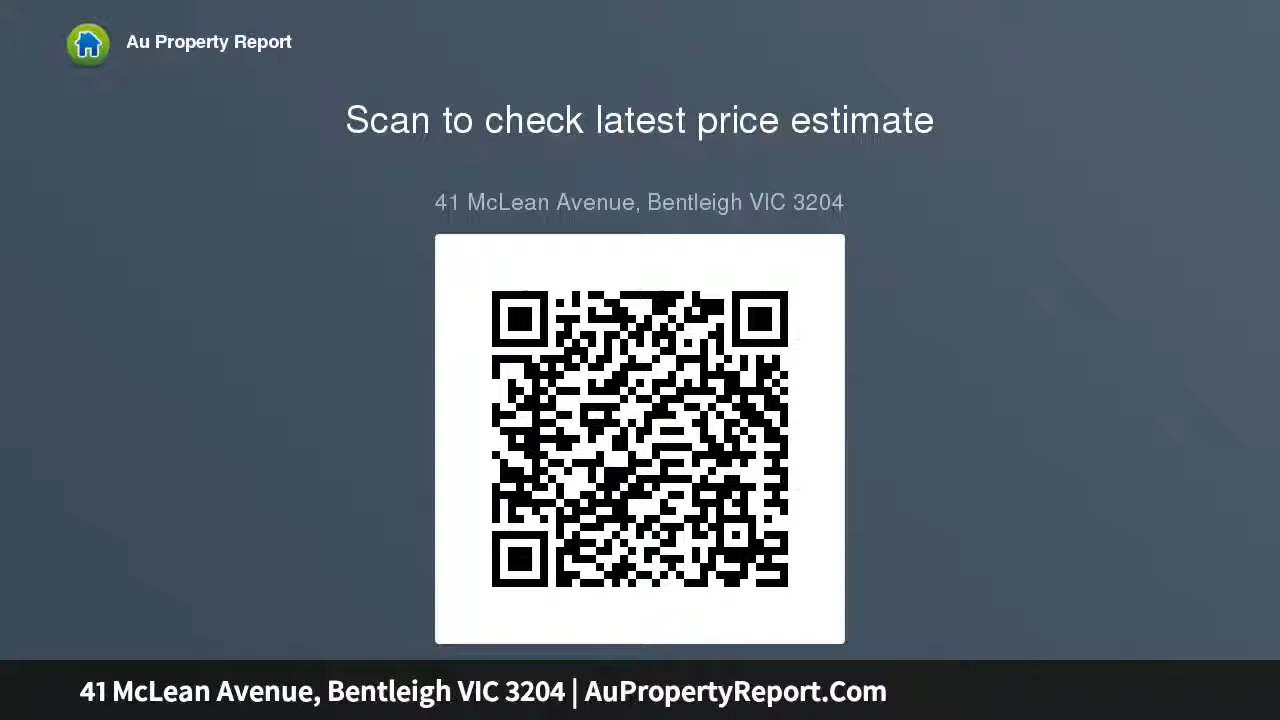 Au Property Report
Scan to check latest price estimate
41 McLean Avenue, Bentleigh VIC 3204
41 McLean Avenue, Bentleigh VIC 3204 | AuPropertyReport.Com